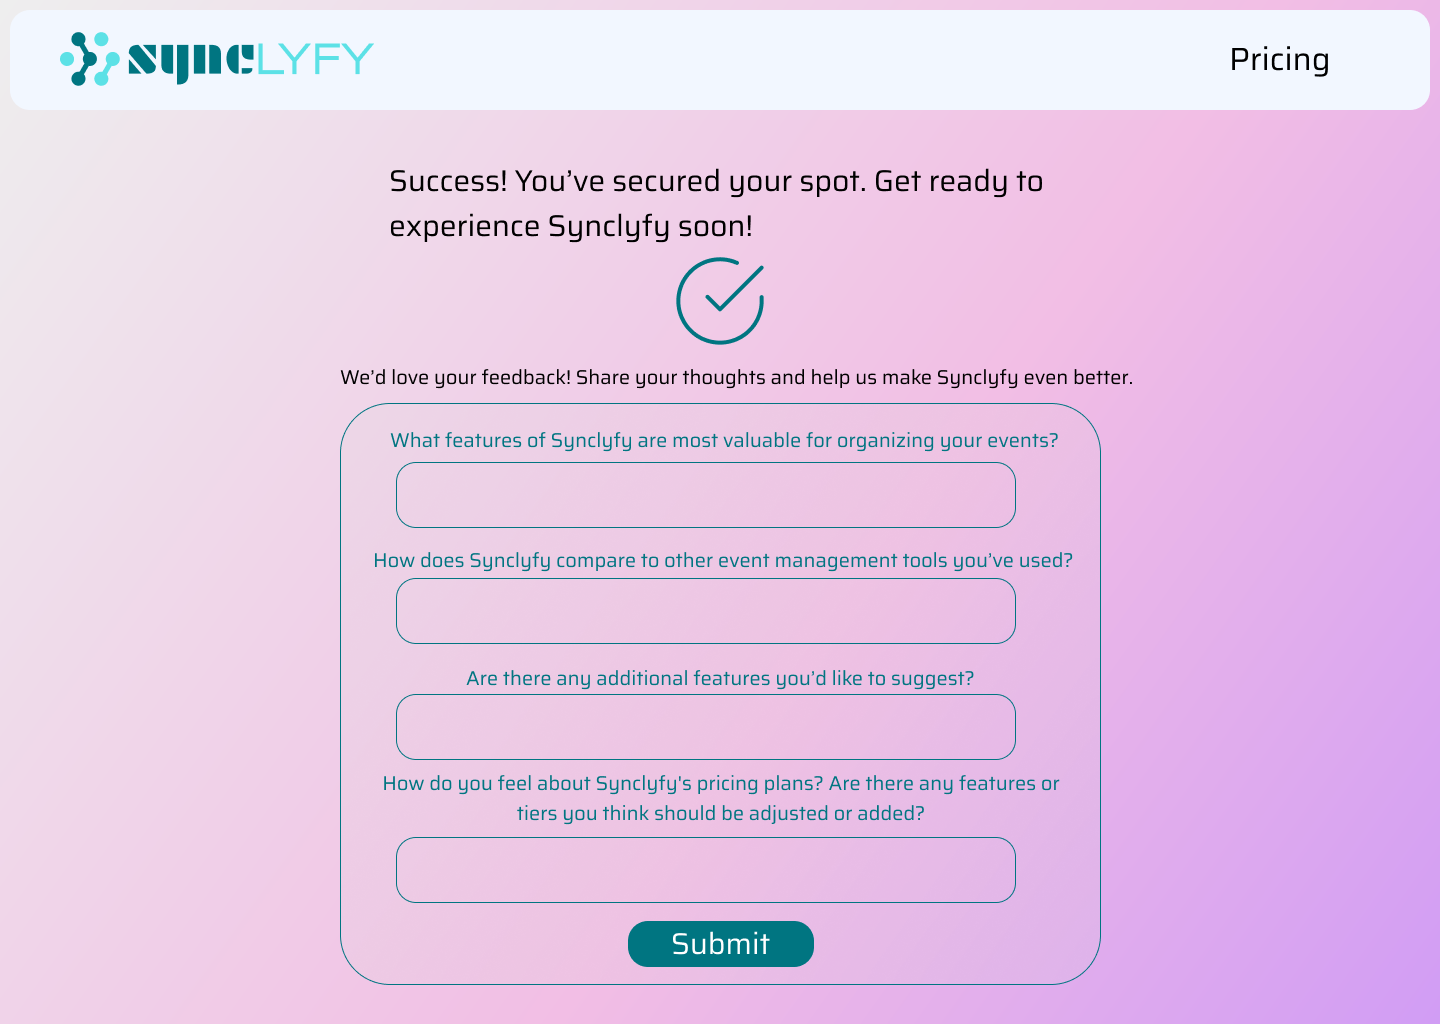 syncLYFY
Pricing
Success! You’ve secured your spot. Get ready to
experience Synclyfy soon!
We’d love your feedback! Share your thoughts and help us make Synclyfy even better.
What features of Synclyfy are most valuable for organizing your events?
How does Synclyfy compare to other event management tools you’ve used?
Are there any additional features you’d like to suggest?
How do you feel about Synclyfy's pricing plans? Are there any features or
tiers you think should be adjusted or added?
Submit